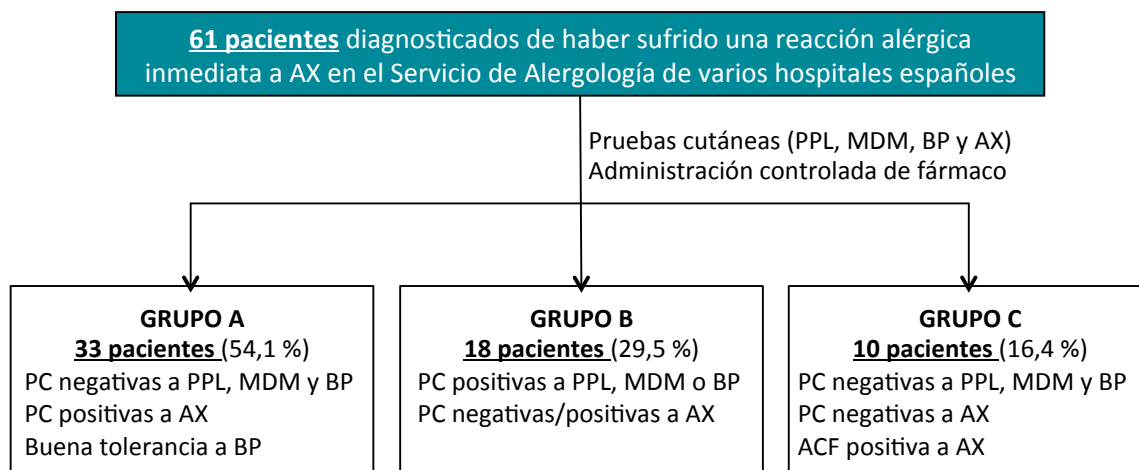 61 pacientes diagnosticados de haber sufrido una reacción alérgica
inmediata a AX en el Servicio de Alergología de varios hospitales españoles
Pruebas cutáneas (PPL, MDM, BP y AX)
Administración controlada de fármaco
GRUPO A
33 pacientes (54,1 %)
PC negativas a PPL, MDM y BP
PC positivas a AX
Buena tolerancia a BP
GRUPO B
18 pacientes (29,5 %)
PC positivas a PPL, MDM o BP
PC negativas/positivas a AX
GRUPO C
10 pacientes (16,4 %)
PC negativas a PPL, MDM y BP
PC negativas a AX
ACF positiva a AX